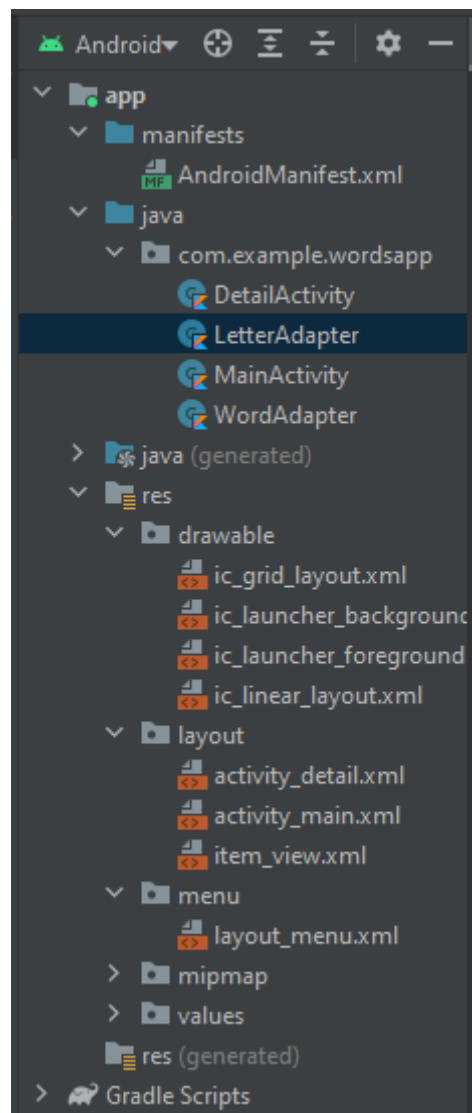 Android
app
manifests
MF AndroidManifest.xml
java
com.example.wordsapp
DetailActivity
LetterAdapter
MainActivity
WordAdapter
java (generated)
res
drawable
ic_grid_layout.xml
ic_launcher_background
ic_launcher_foreground
ic_linear_layout.xml
layout
activity_detail.xml
activity_main.xml
item_view.xml
menu
layout_menu.xml
mipmap
values
res (generated)
Gradle Scripts